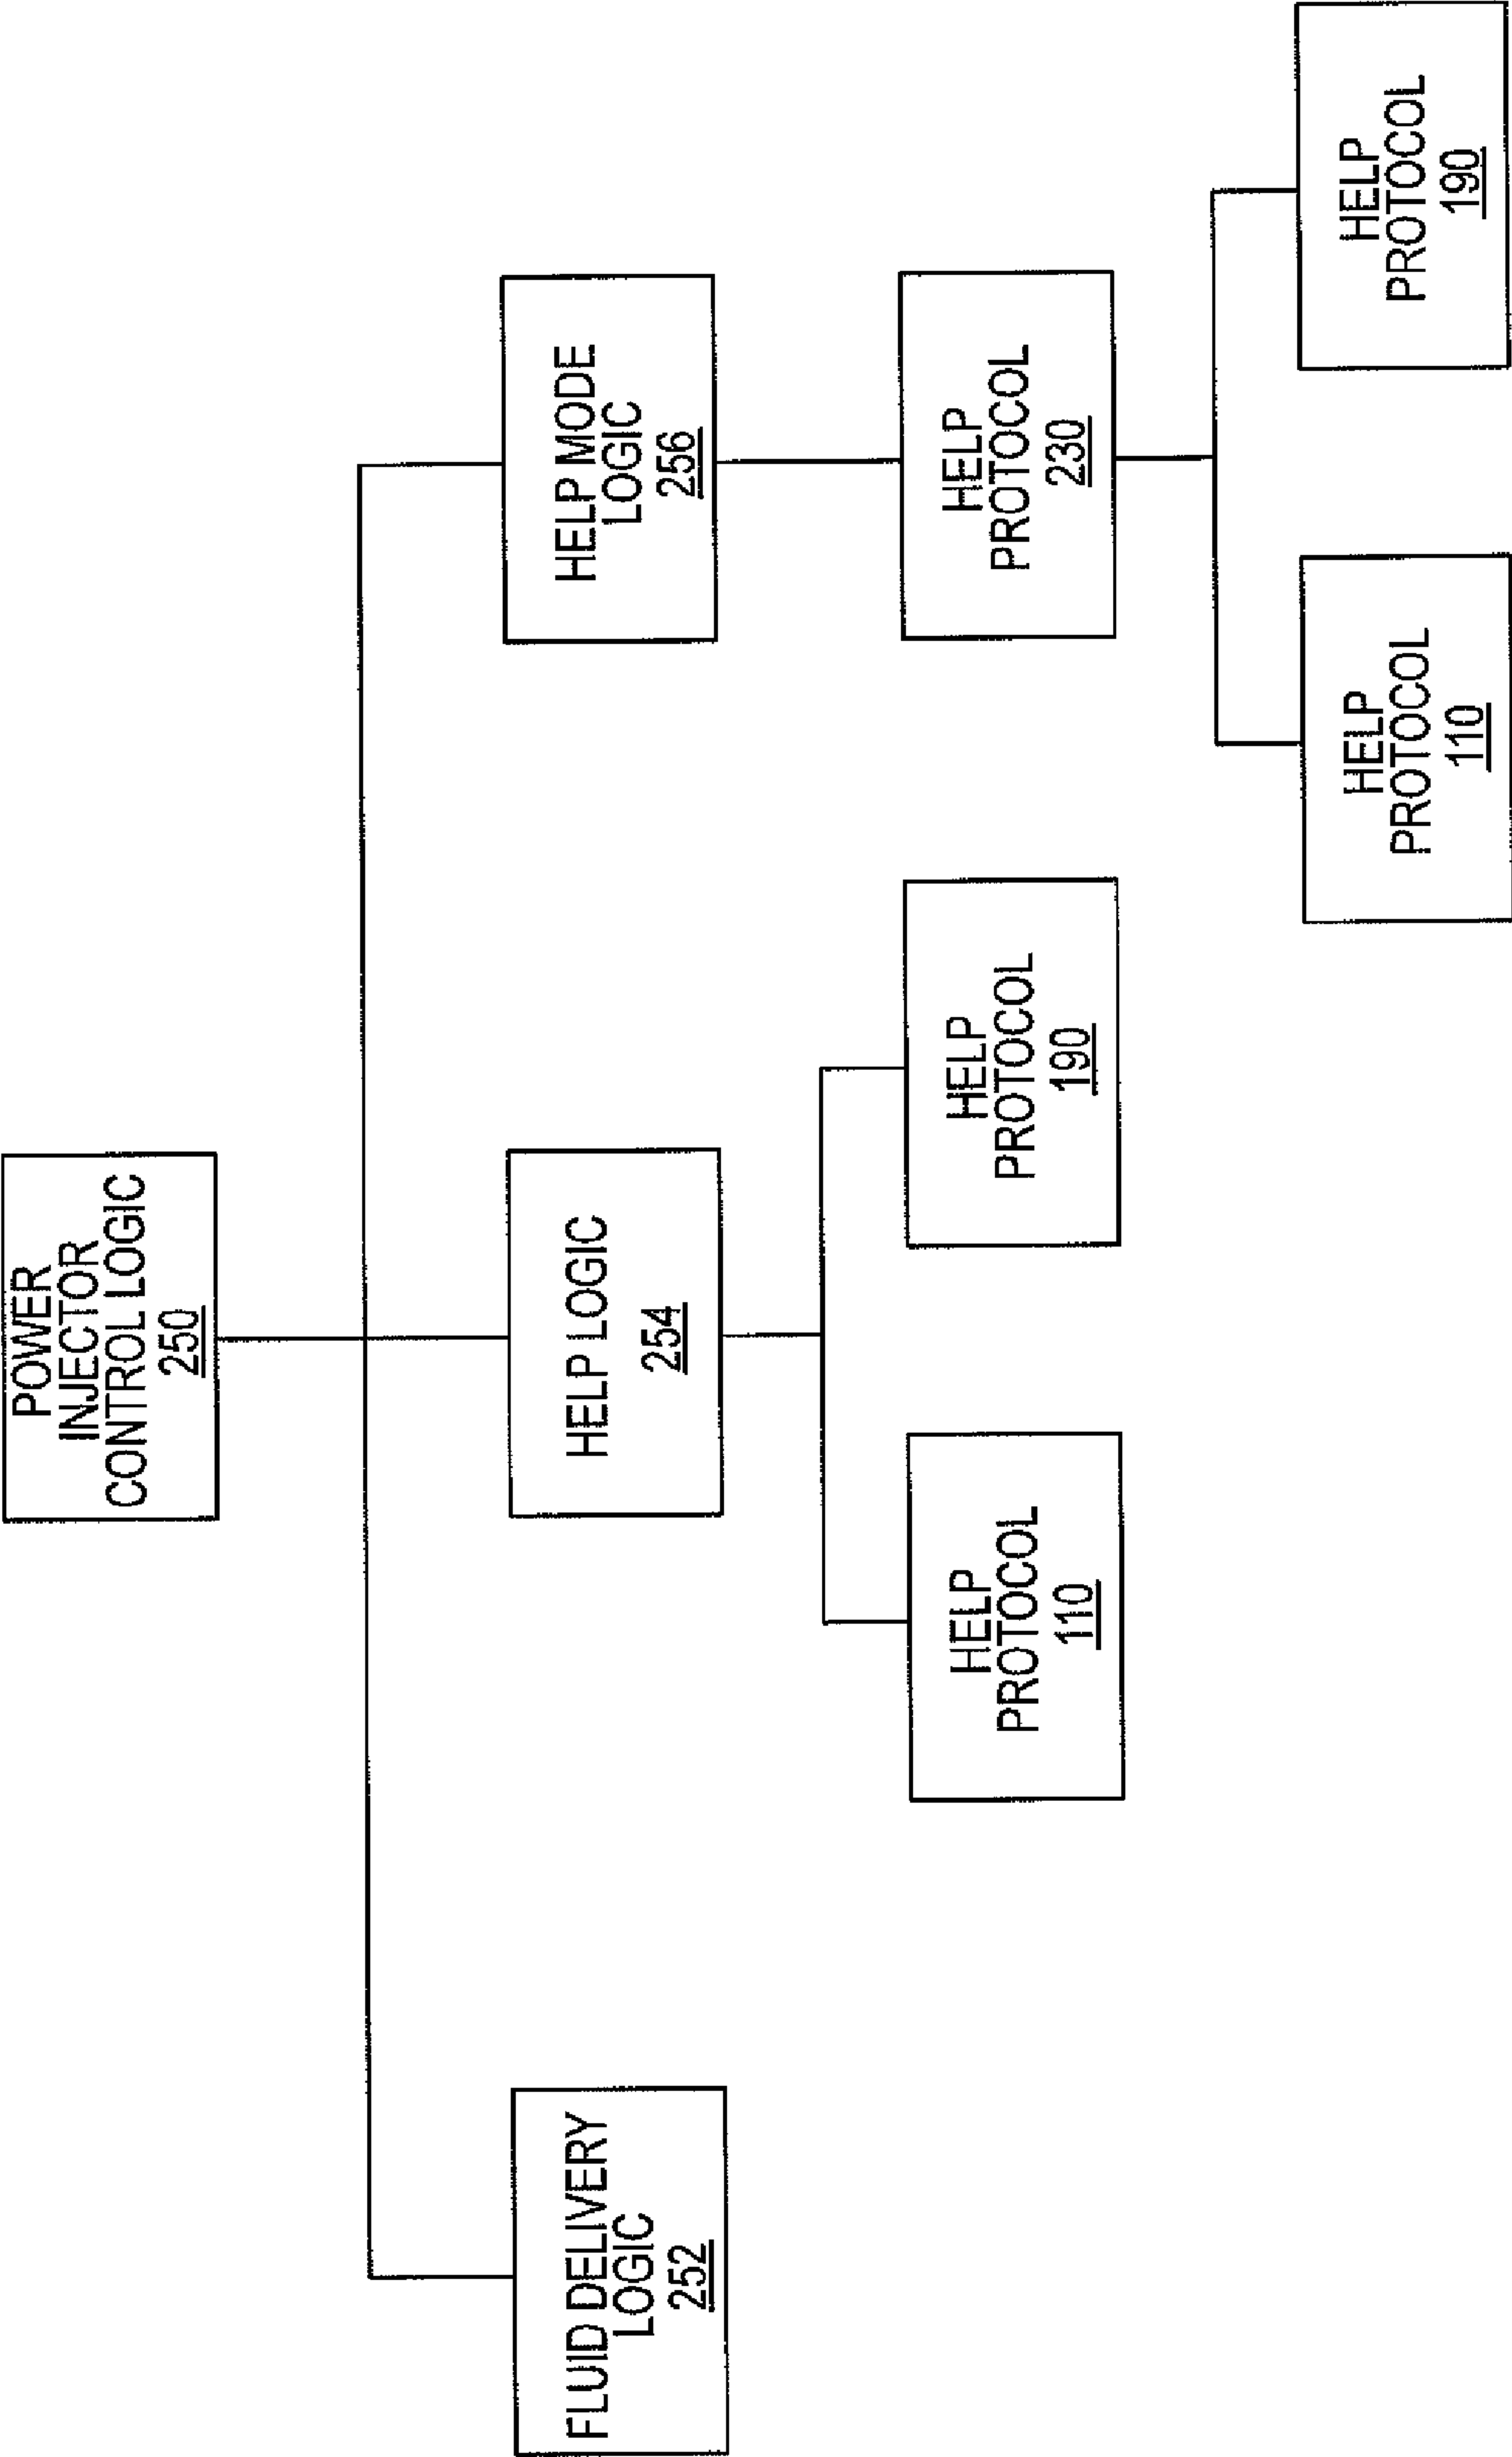 POWER
INJECTOR
CONTROL LOGIC
250
FLUID DELIVERY
LOGIC
252
HELP LOGIC
254
HELP MODE
LOGIC
256
HELP
PROTOCOL
110
HELP
PROTOCOL
190
HELP
PROTOCOL
230
HELP
PROTOCOL
110
HELP
PROTOCOL
190